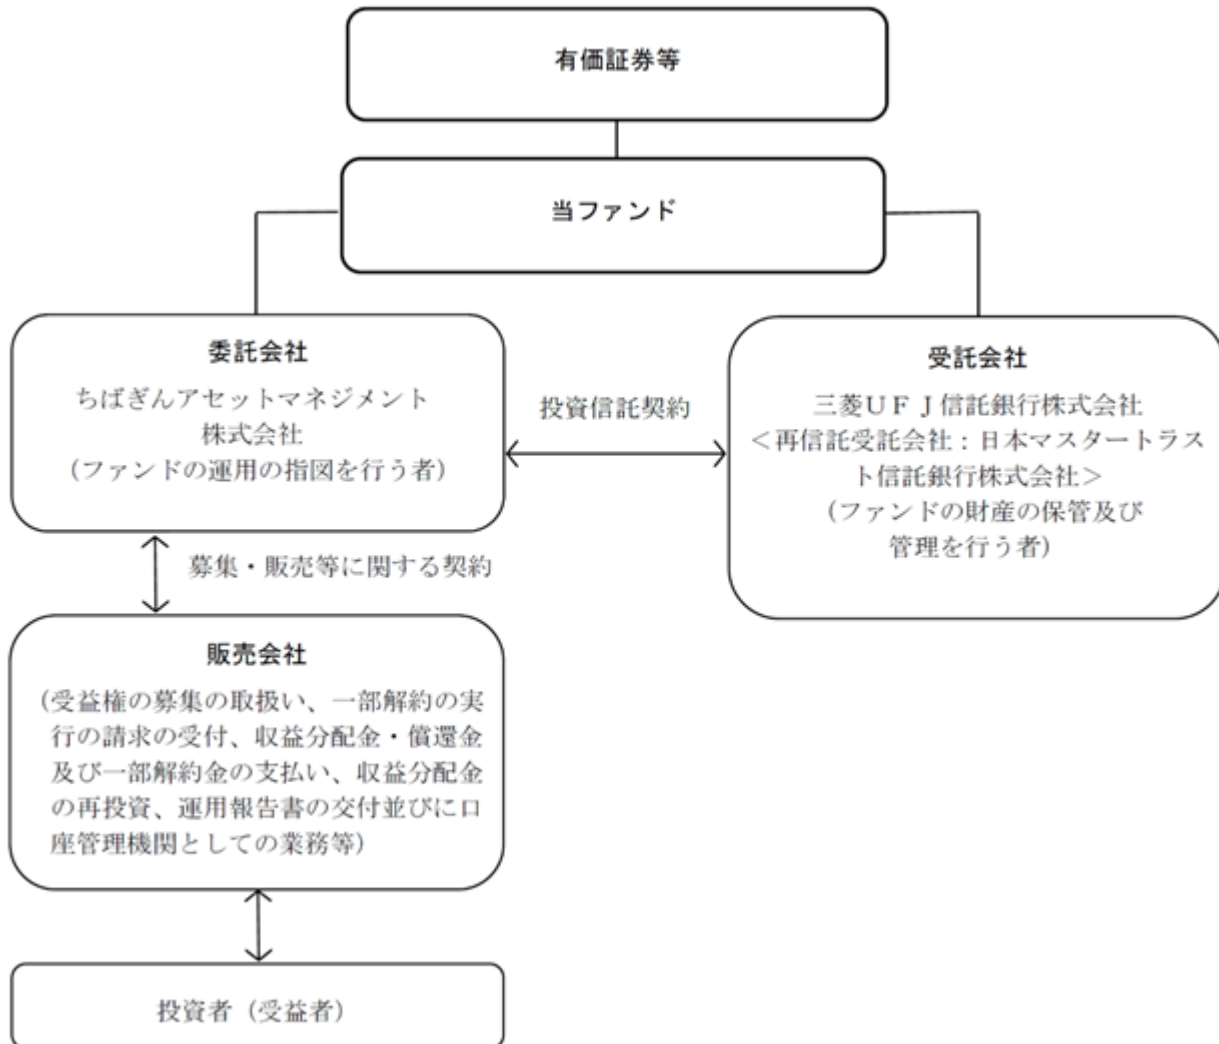 有価証券等
当ファンド
委託会社
ちばぎんアセットマネジメント
株式会社
(ファンドの運用の指図を行う者)
投資信託契約
受託会社
三菱ＵＦＪ信託銀行株式会社
＜再信託受託会社：日本マスタートラス
ト信託銀行株式会社＞
(ファンドの財産の保管及び
管理を行う者)
募集・販売等に関する契約
販売会社
(受益権の募集の取扱い、一部解約の実
行の請求の受付、収益分配金・償還金
及び一部解約金の支払い、収益分配金
の再投資、運用報告書の交付並びに口
座管理機関としての業務等)
投資者（受益者）